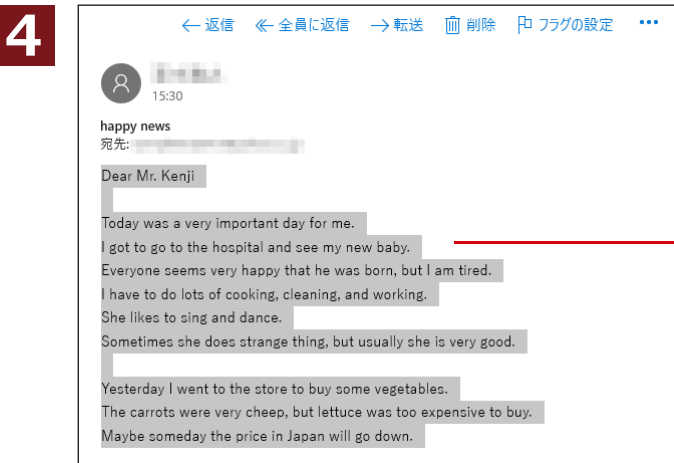 4
返信 全員に返信 転送 削除 フラグの設定 ...
15:30
happy news
宛先:
Dear Mr. Kenji
Today was a very important day for me.
I got to go to the hospital and see my new baby.
Everyone seems very happy that he was born, but I am tired.
I have to do lots of cooking, cleaning, and working.
She likes to sing and dance.
Sometimes she does strange thing, but usually she is very good.
Yesterday I went to the store to buy some vegetables.
The carrots were very cheep, but lettuce was too expensive to buy.
Maybe someday the price in Japan will go down.